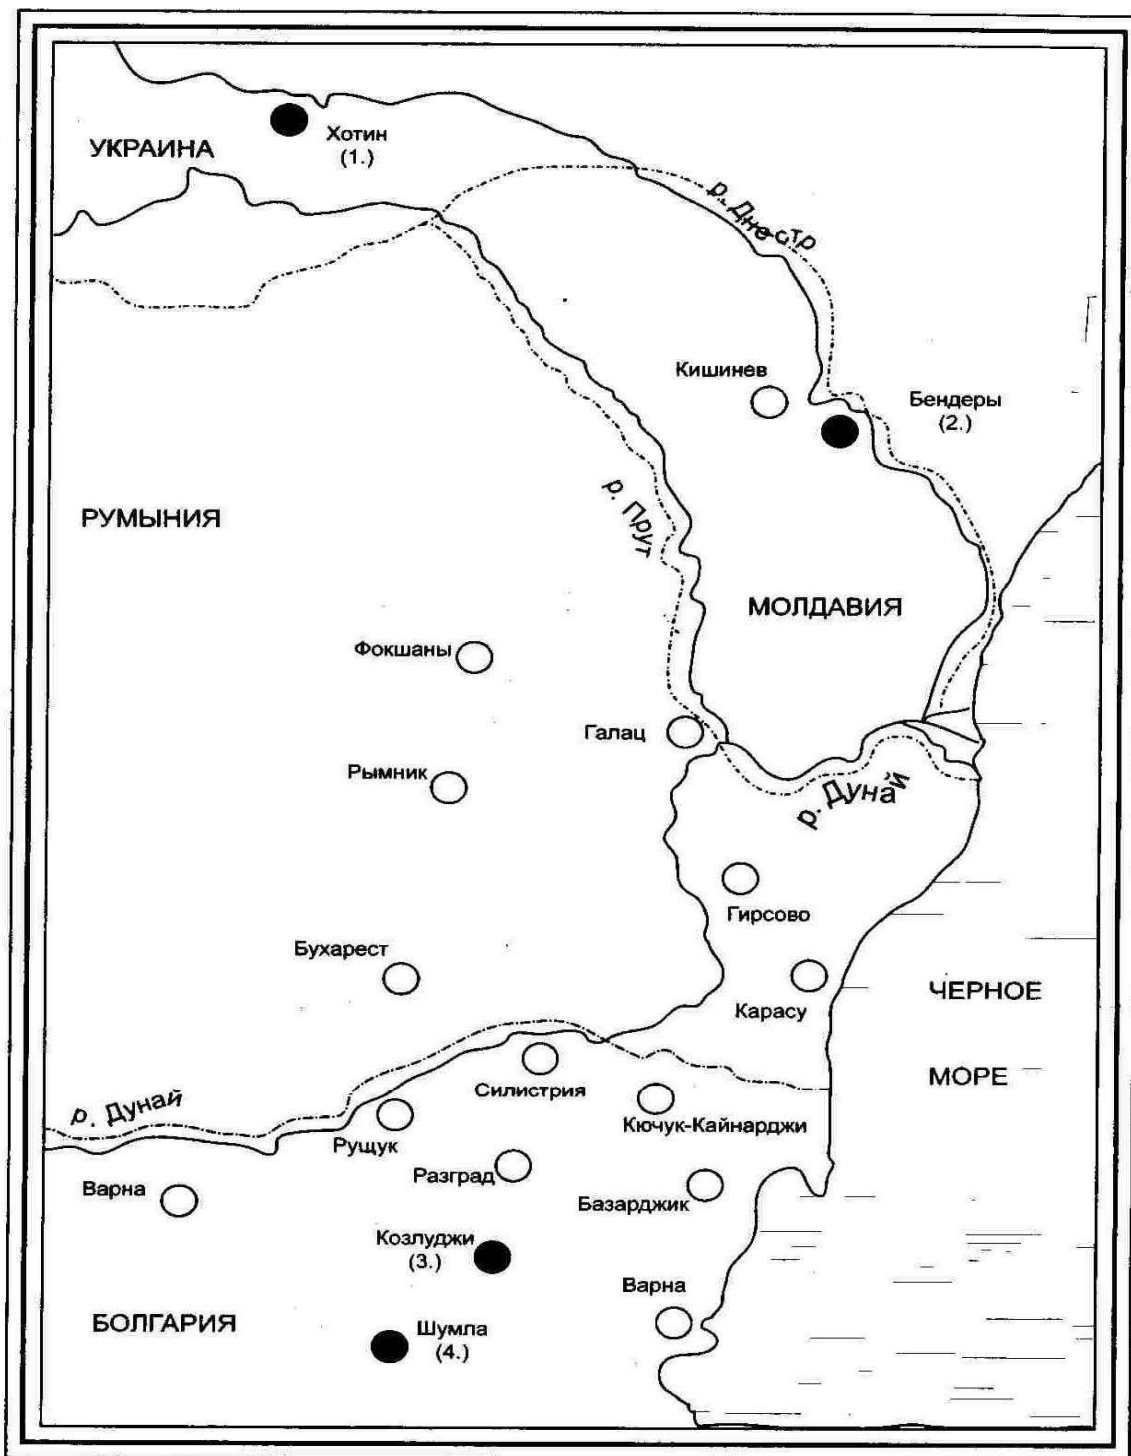 УКРАИНА
Хотин
(1.)
р. Днестр
Кишинев
Бендеры
(2.)
РУМЫНИЯ
р. Прут
МОЛДАВИЯ
Фокшаны
Галац
Рымник
р. Дунай
Гирсово
Бухарест
Карасу
ЧЕРНОЕ
МОРЕ
Силистрия
р. Дунай
Рущук
Кючук-Кайнарджи
Варна
Разград
Базарджик
Козлуджи
(3.)
Варна
БОЛГАРИЯ
Шумла
(4.)